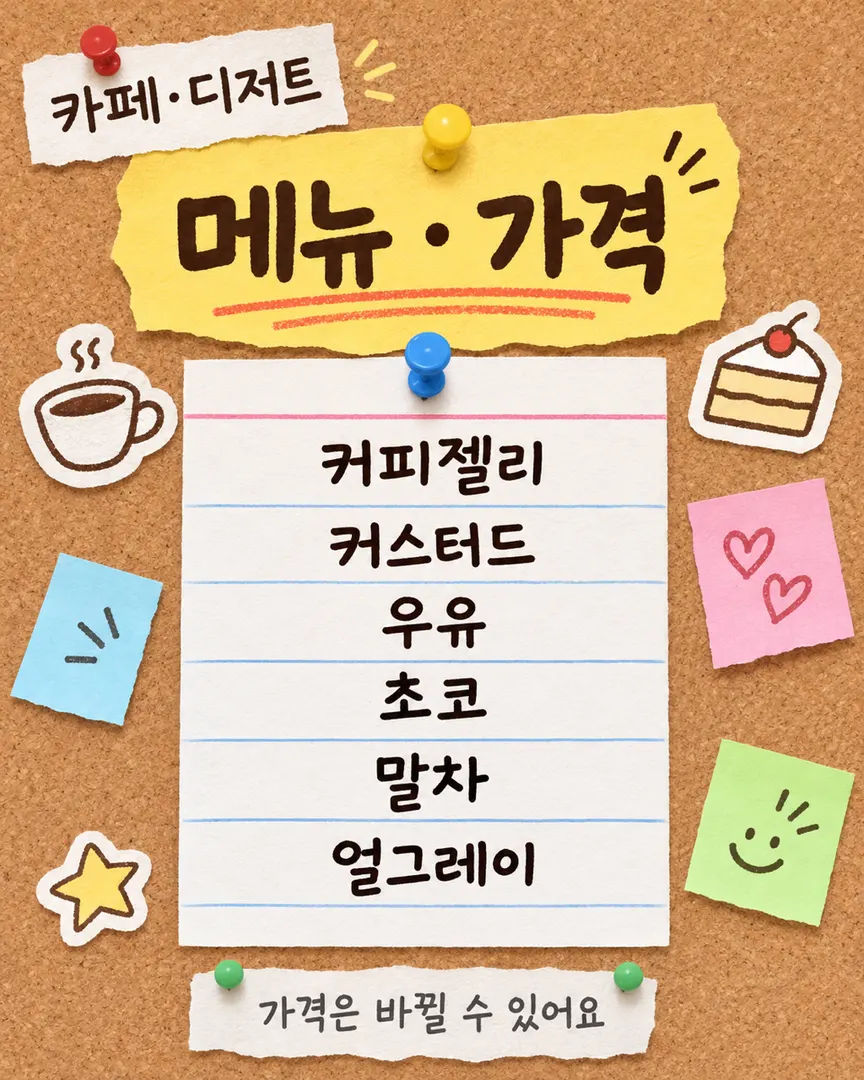 카페·디저트
메뉴·가격
커피젤리
커스터드
우유
초코
말차
얼그레이
가격은 바뀔 수 있어요